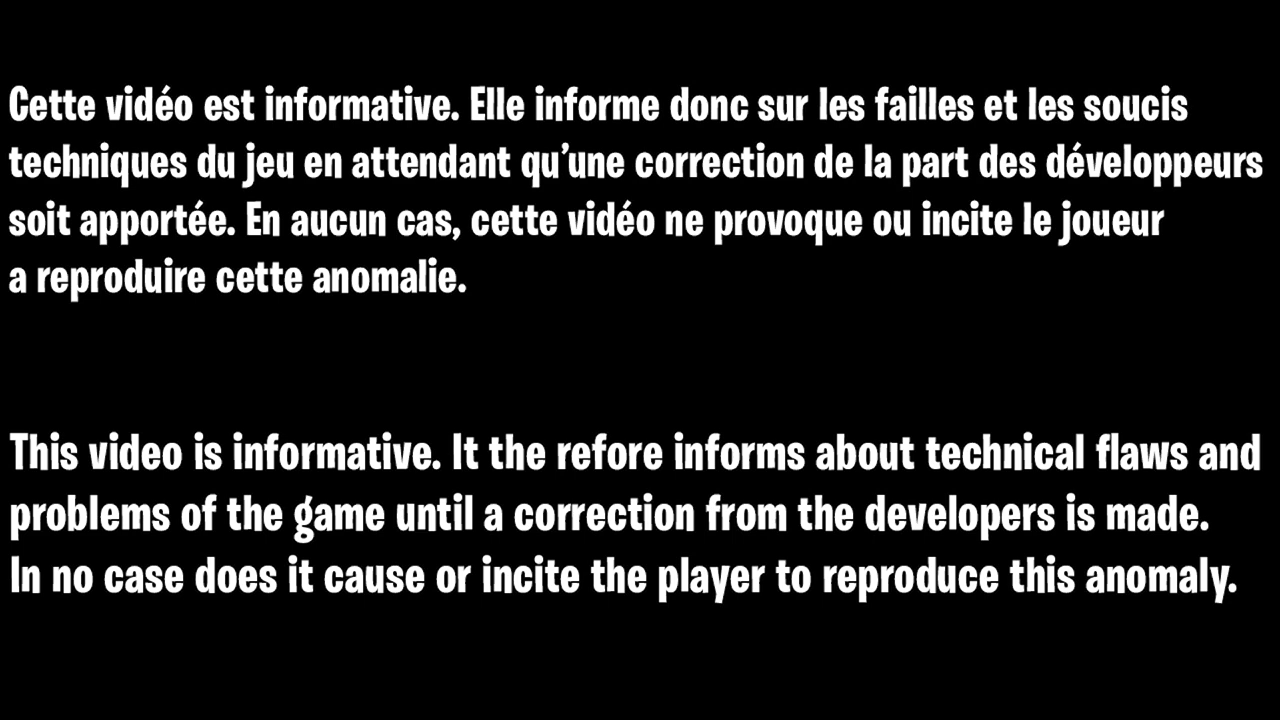 Cette vidéo est informative. Elle informe donc sur les failles et les soucis
techniques du jeu en attendant qu’une correction de la part des développeurs
soit apportée. En aucun cas, cette vidéo ne provoque ou incite le joueur
a reproduire cette anomalie.
This video is informative. It the refore informs about technical flaws and
problems of the game until a correction from the developers is made.
In no case does it cause or incite the player to reproduce this anomaly.